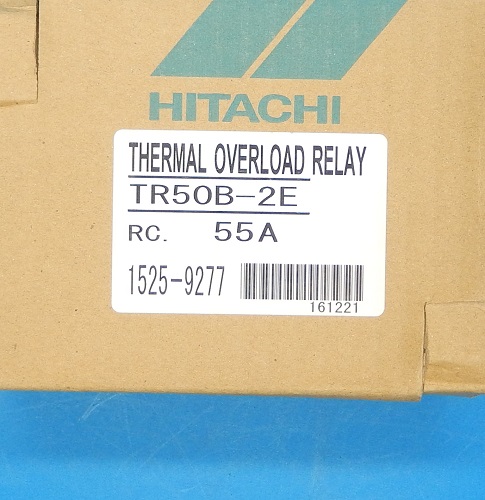 HITACHI
THERMAL OVERLOAD RELAY
TR50B-2E
RC. 55A
1525-9277
161221